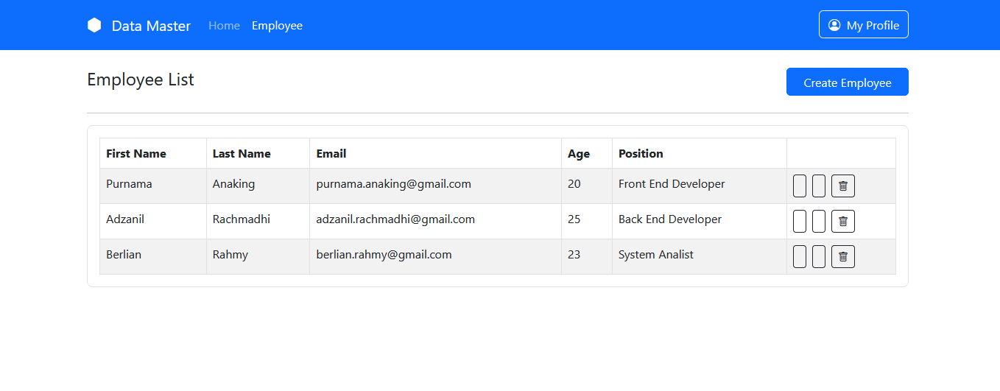 Data Master Home Employee My Profile
Employee List Create Employee
First Name Last Name Email Age Position
Purnama Anaking purnama.anaking@gmail.com 20 Front End Developer
Adzanil Rachmadhi adzanil.rachmadhi@gmail.com 25 Back End Developer
Berlian Rahmy berlian.rahmy@gmail.com 23 System Analist